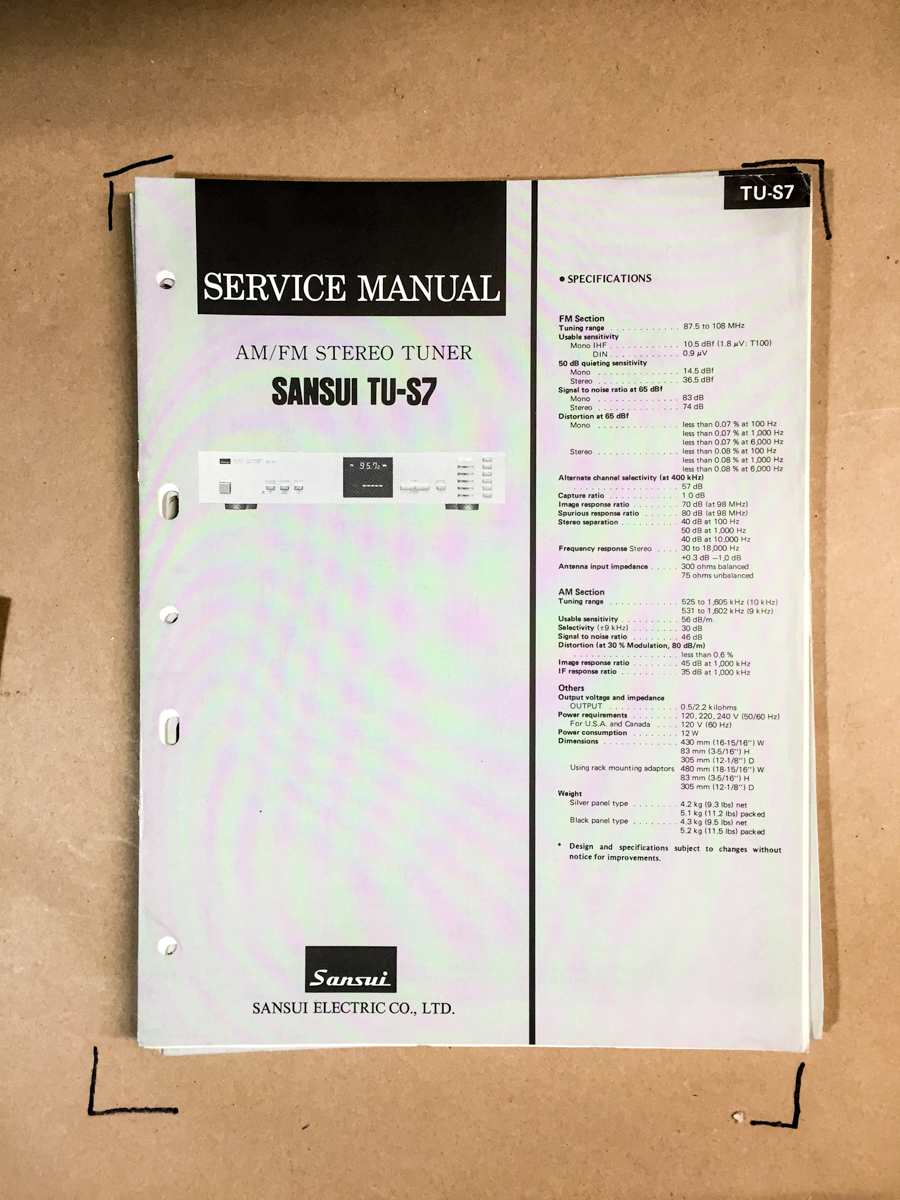 SERVICE MANUAL
AM/FM STEREO TUNER
SANSUI TU-S7
95.7
Sansui
SANSUI ELECTRIC CO., LTD.
TU-S7
● SPECIFICATIONS
FM Section
Tuning range . . . . . . . . . . . . 87.5 to 108 MHz
Usable sensitivity
Mono IHF . . . . . . . . . . . . 10.5 dBf (1.8 μV: T100)
DIN . . . . . . . . . . . . 0.9 μV
50 dB quieting sensitivity
Mono . . . . . . . . . . . . 14.5 dBf
Stereo . . . . . . . . . . . . 36.5 dBf
Signal to noise ratio at 65 dBf
Mono . . . . . . . . . . . . 83 dB
Stereo . . . . . . . . . . . . 74 dB
Distortion at 65 dBf
Mono . . . . . . . . . . . . less than 0.07 % at 100 Hz
less than 0.07 % at 1,000 Hz
less than 0.07 % at 6,000 Hz
Stereo . . . . . . . . . . . . less than 0.08 % at 100 Hz
less than 0.08 % at 1,000 Hz
less than 0.08 % at 6,000 Hz
Alternate channel selectivity (at 400 kHz)
. . . . . . . . . . . . 57 dB
Capture ratio . . . . . . . . . . . . 1.0 dB
Image response ratio . . . . . . . 70 dB (at 98 MHz)
Spurious response ratio . . . . . . 80 dB (at 98 MHz)
Stereo separation . . . . . . . . . 40 dB at 100 Hz
50 dB at 1,000 Hz
40 dB at 10,000 Hz
Frequency response Stereo . . . . 30 to 18,000 Hz
+0.3 dB −1.0 dB
Antenna input impedance . . . . . 300 ohms balanced
75 ohms unbalanced
AM Section
Tuning range . . . . . . . . . . . 525 to 1,605 kHz (10 kHz)
531 to 1,602 kHz (9 kHz)
Usable sensitivity . . . . . . . . . 56 dB/m
Selectivity (±9 kHz) . . . . . . . . 30 dB
Signal to noise ratio . . . . . . . . 46 dB
Distortion (at 30 % Modulation, 80 dB/m)
. . . . . . . . . . . . less than 0.6 %
Image response ratio . . . . . . . 45 dB at 1,000 kHz
IF response ratio . . . . . . . . . 35 dB at 1,000 kHz
Others
Output voltage and impedance
OUTPUT . . . . . . . . . . . 0.5/2.2 kilohms
Power requirements . . . . . . . . 120, 220, 240 V (50/60 Hz)
For U.S.A. and Canada . . . . . 120 V (60 Hz)
Power consumption . . . . . . . . 12 W
Dimensions . . . . . . . . . . . . 430 mm (16-15/16") W
83 mm (3-5/16") H
305 mm (12-1/8") D
Using rack mounting adaptors 480 mm (18-15/16") W
83 mm (3-5/16") H
305 mm (12-1/8") D
Weight
Silver panel type . . . . . . . . 4.2 kg (9.3 lbs) net
5.1 kg (11.2 lbs) packed
Black panel type . . . . . . . . 4.3 kg (9.5 lbs) net
5.2 kg (11.5 lbs) packed
* Design and specifications subject to changes without
notice for improvements.